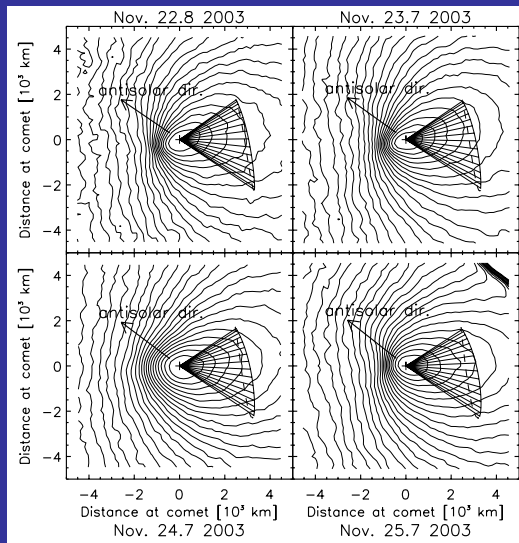 Nov. 22.8 2003
Nov. 23.7 2003
Distance at comet [10³ km]
4
2
0
−2
−4
antisolar dir.
antisolar dir.
Distance at comet [10³ km]
4
2
0
−2
−4
antisolar dir.
antisolar dir.
−4 −2 0 2 4
−4 −2 0 2 4
Distance at comet [10³ km]
Distance at comet [10³ km]
Nov. 24.7 2003
Nov. 25.7 2003